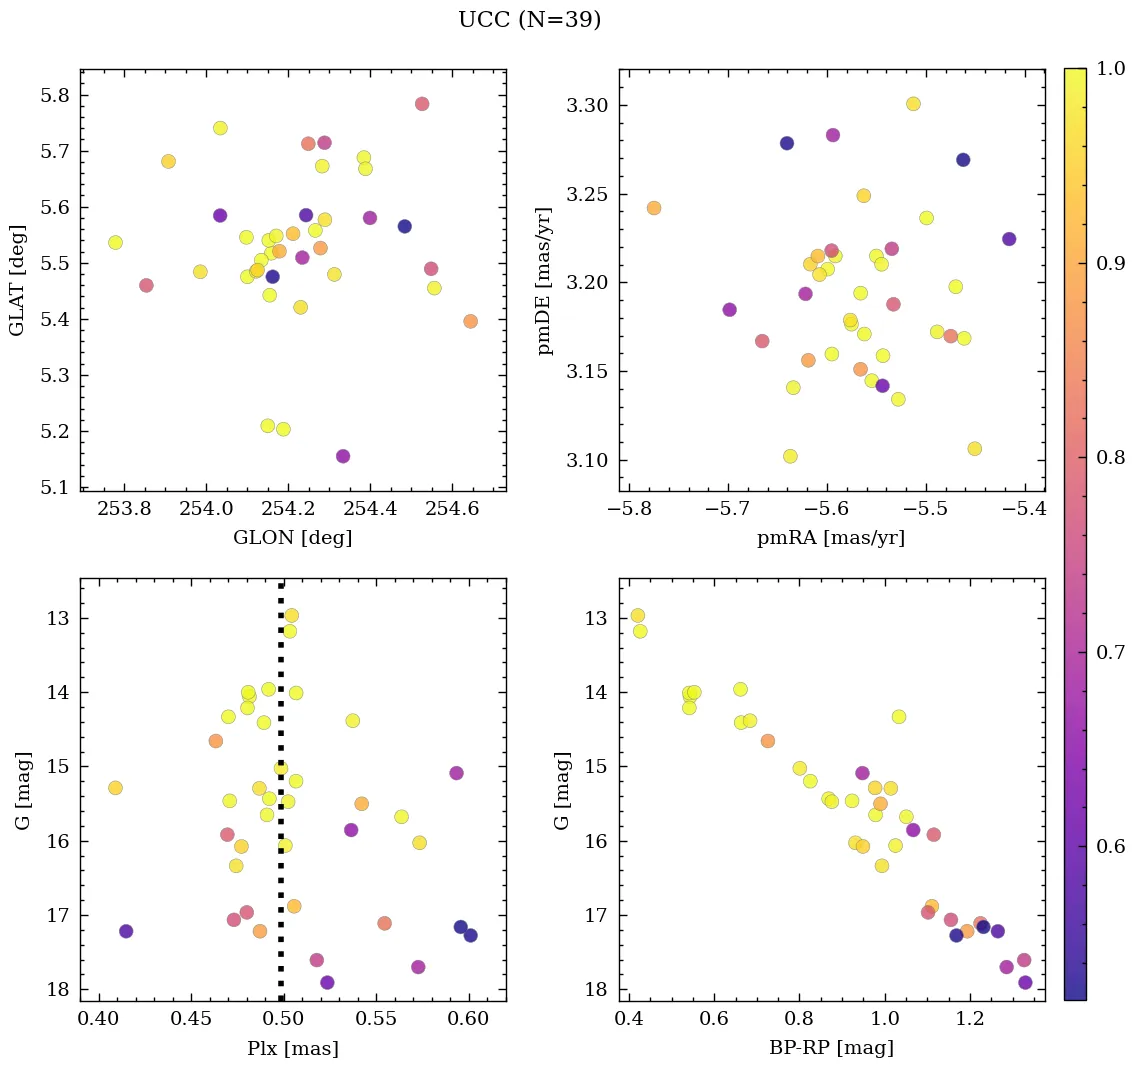 UCC (N=39)
5.8
5.7
5.6
5.5
5.4
5.3
5.2
5.1
GLAT [deg]
253.8 254.0 254.2 254.4 254.6
GLON [deg]
3.30
3.25
3.20
3.15
3.10
pmDE [mas/yr]
−5.8 −5.7 −5.6 −5.5 −5.4
pmRA [mas/yr]
13
14
15
16
17
18
G [mag]
0.40 0.45 0.50 0.55 0.60
Plx [mas]
13
14
15
16
17
18
G [mag]
0.4 0.6 0.8 1.0 1.2
BP-RP [mag]
1.0
0.9
0.8
0.7
0.6